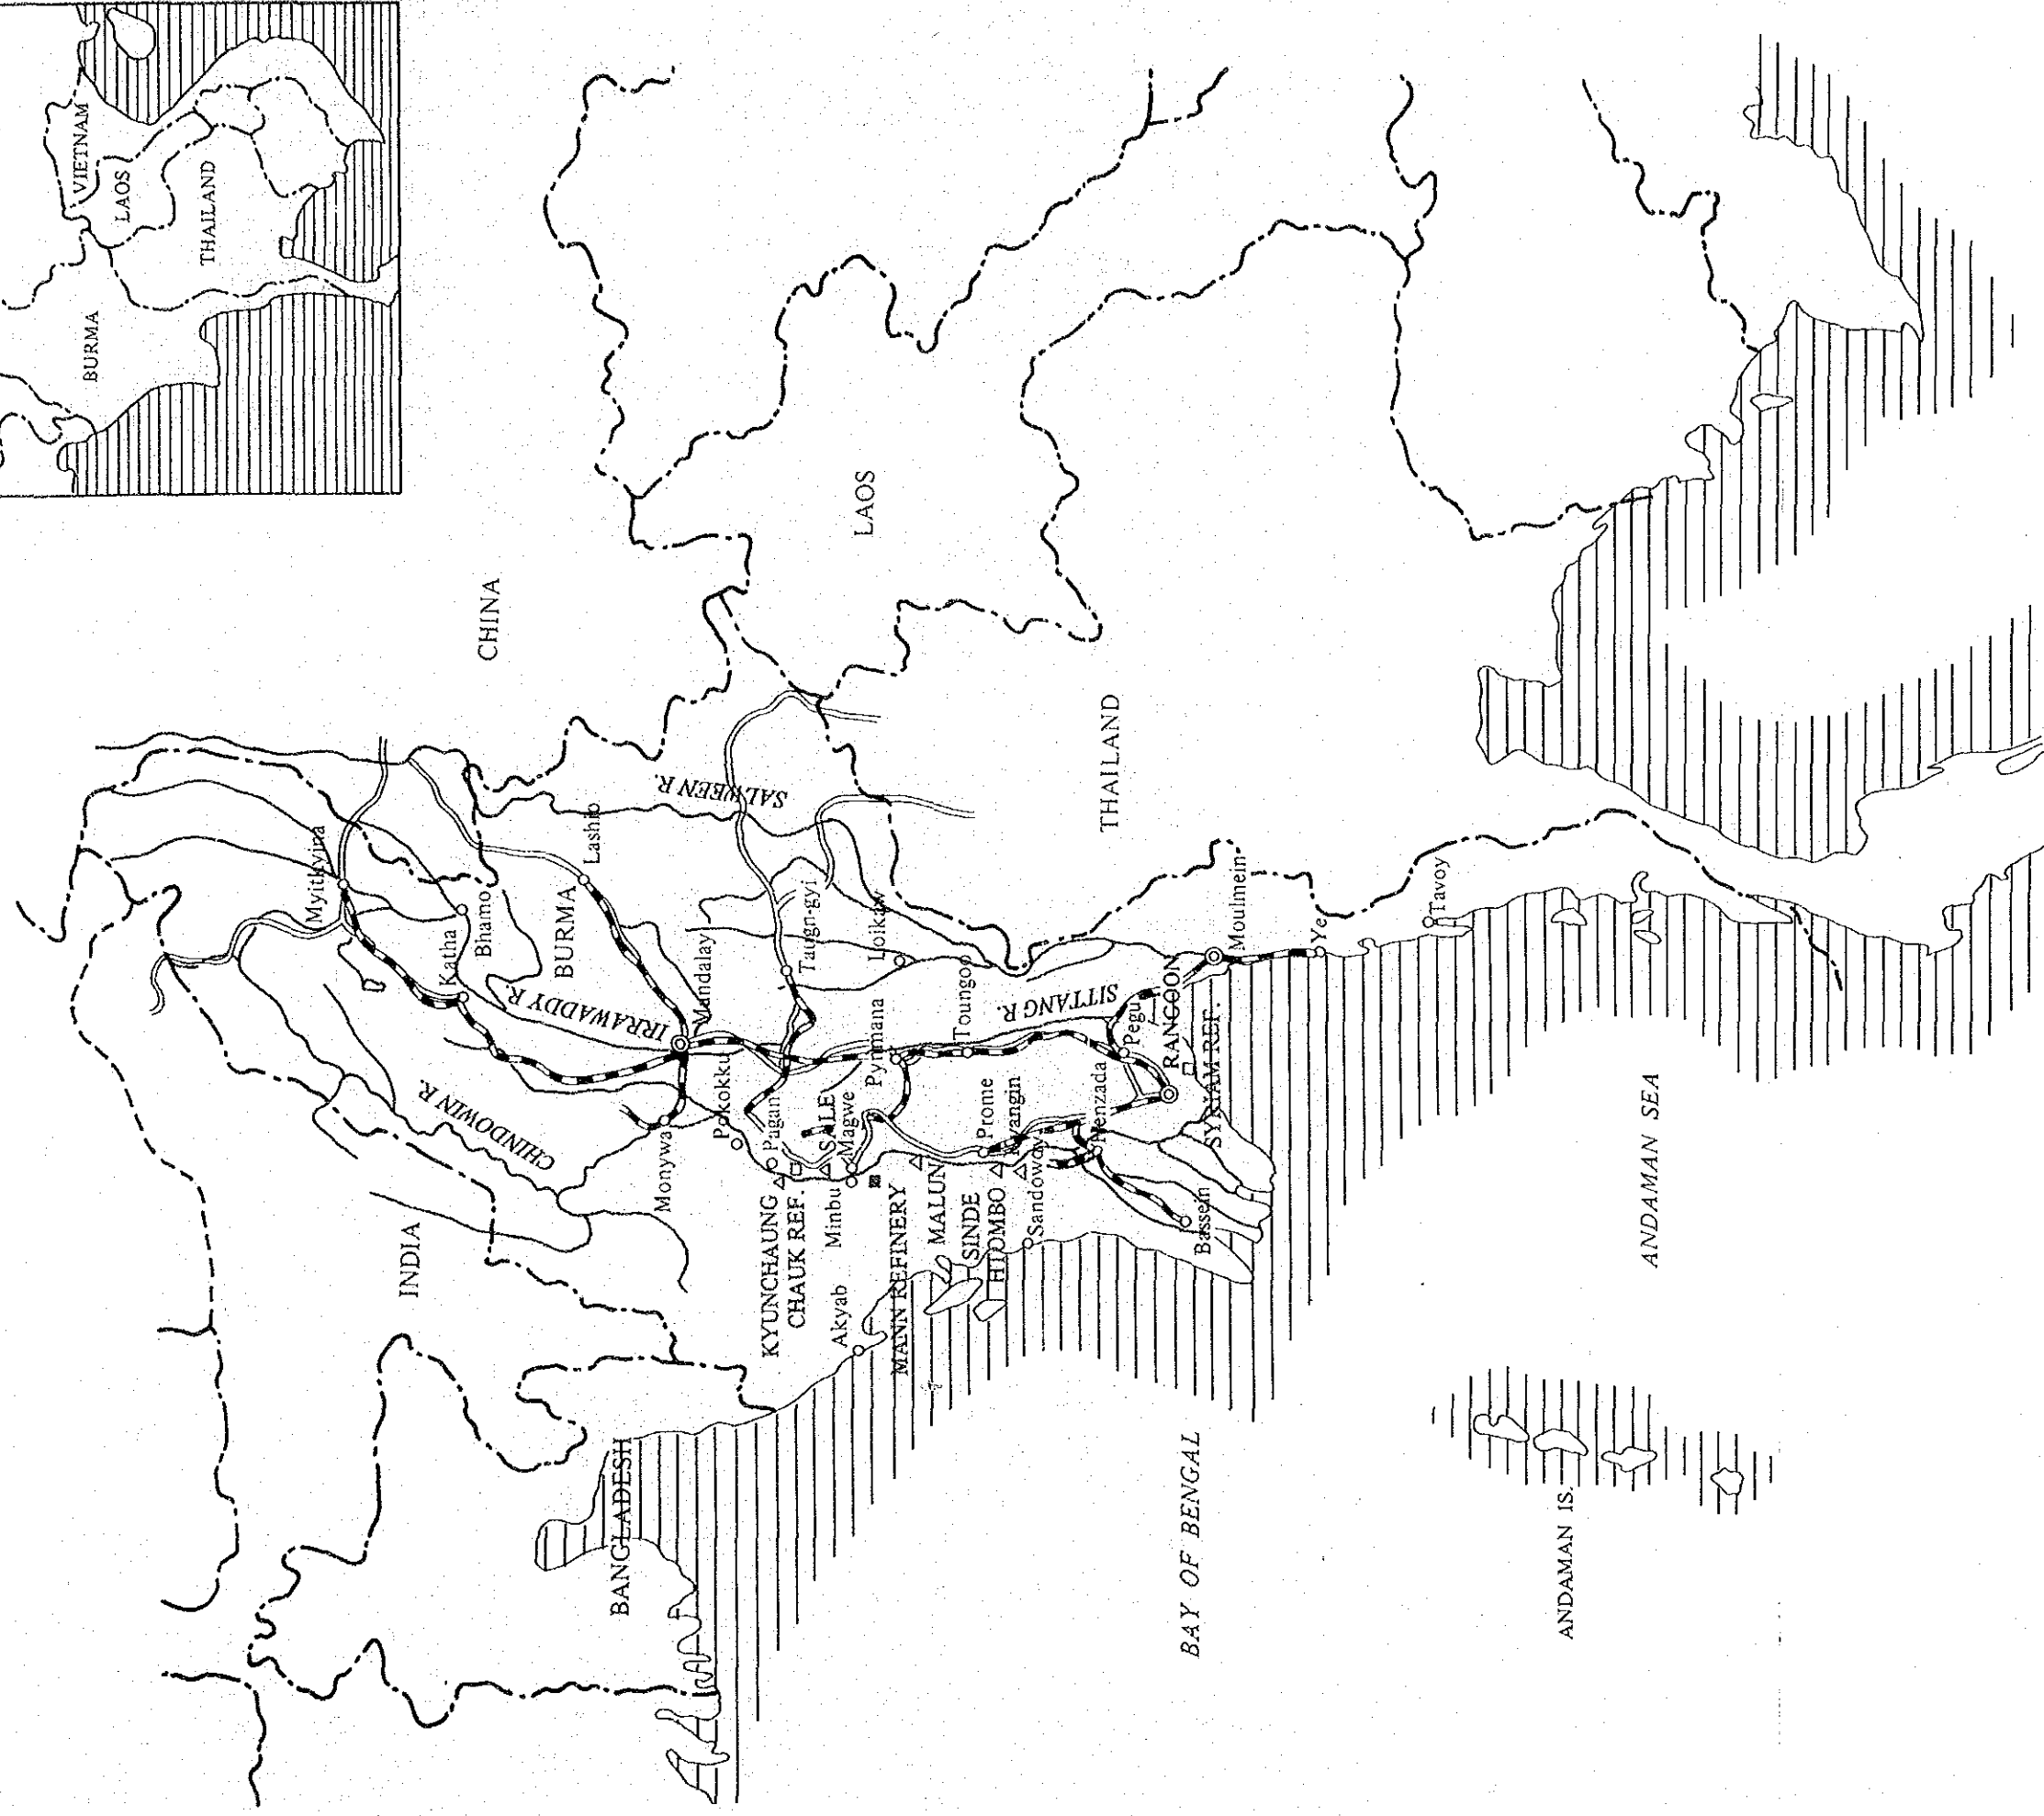 VIETNAM
LAOS
THAILAND
BURMA
CHINA
LAOS
THAILAND
SALWEEN R.
Myitkyina
Lashio
Katha
Bhamo
BURMA
IRRAWADDY R.
Mandalay
Taugn-gyi
Loikaw
CHINDOWIN R.
Monywa
Pokokku
Pagan
SALE
Magwe
Pyinmana
Toungoo
SITTANG R.
Prome
Kyangin
Sandoway
Henzada
Pegu
RANGOON
SYRIAM REF.
Moulmein
Ye
Tavoy
INDIA
KYUNCHAUNG
CHAUK REF.
Minbu
Akyab
MANN REFINERY
MALUN
SINDE
HTOMBO
Bassein
BANGLADESH
BAY OF BENGAL
ANDAMAN SEA
ANDAMAN IS.